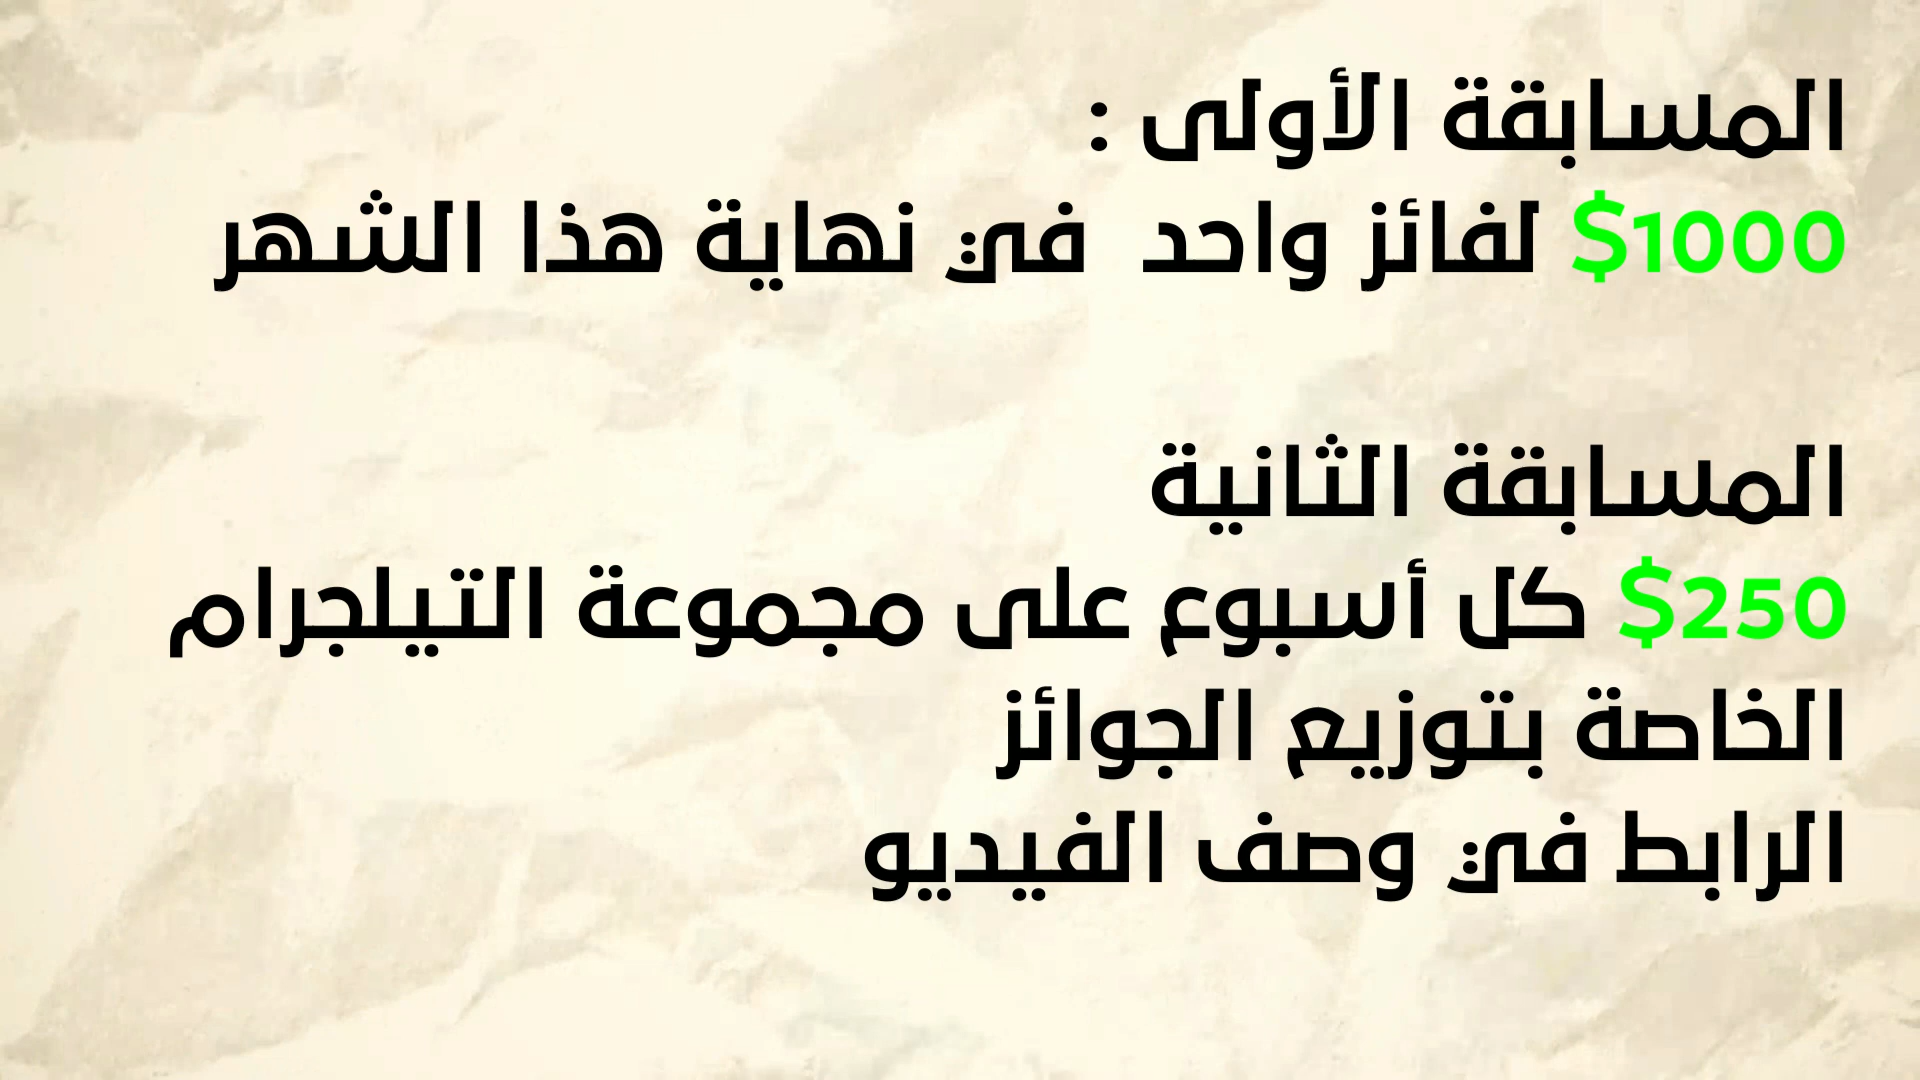 المسابقة الأولى :
$1000 لفائز واحد في نهاية هذا الشهر
المسابقة الثانية
$250 كل أسبوع على مجموعة التيلجرام
الخاصة بتوزيع الجوائز
الرابط في وصف الفيديو